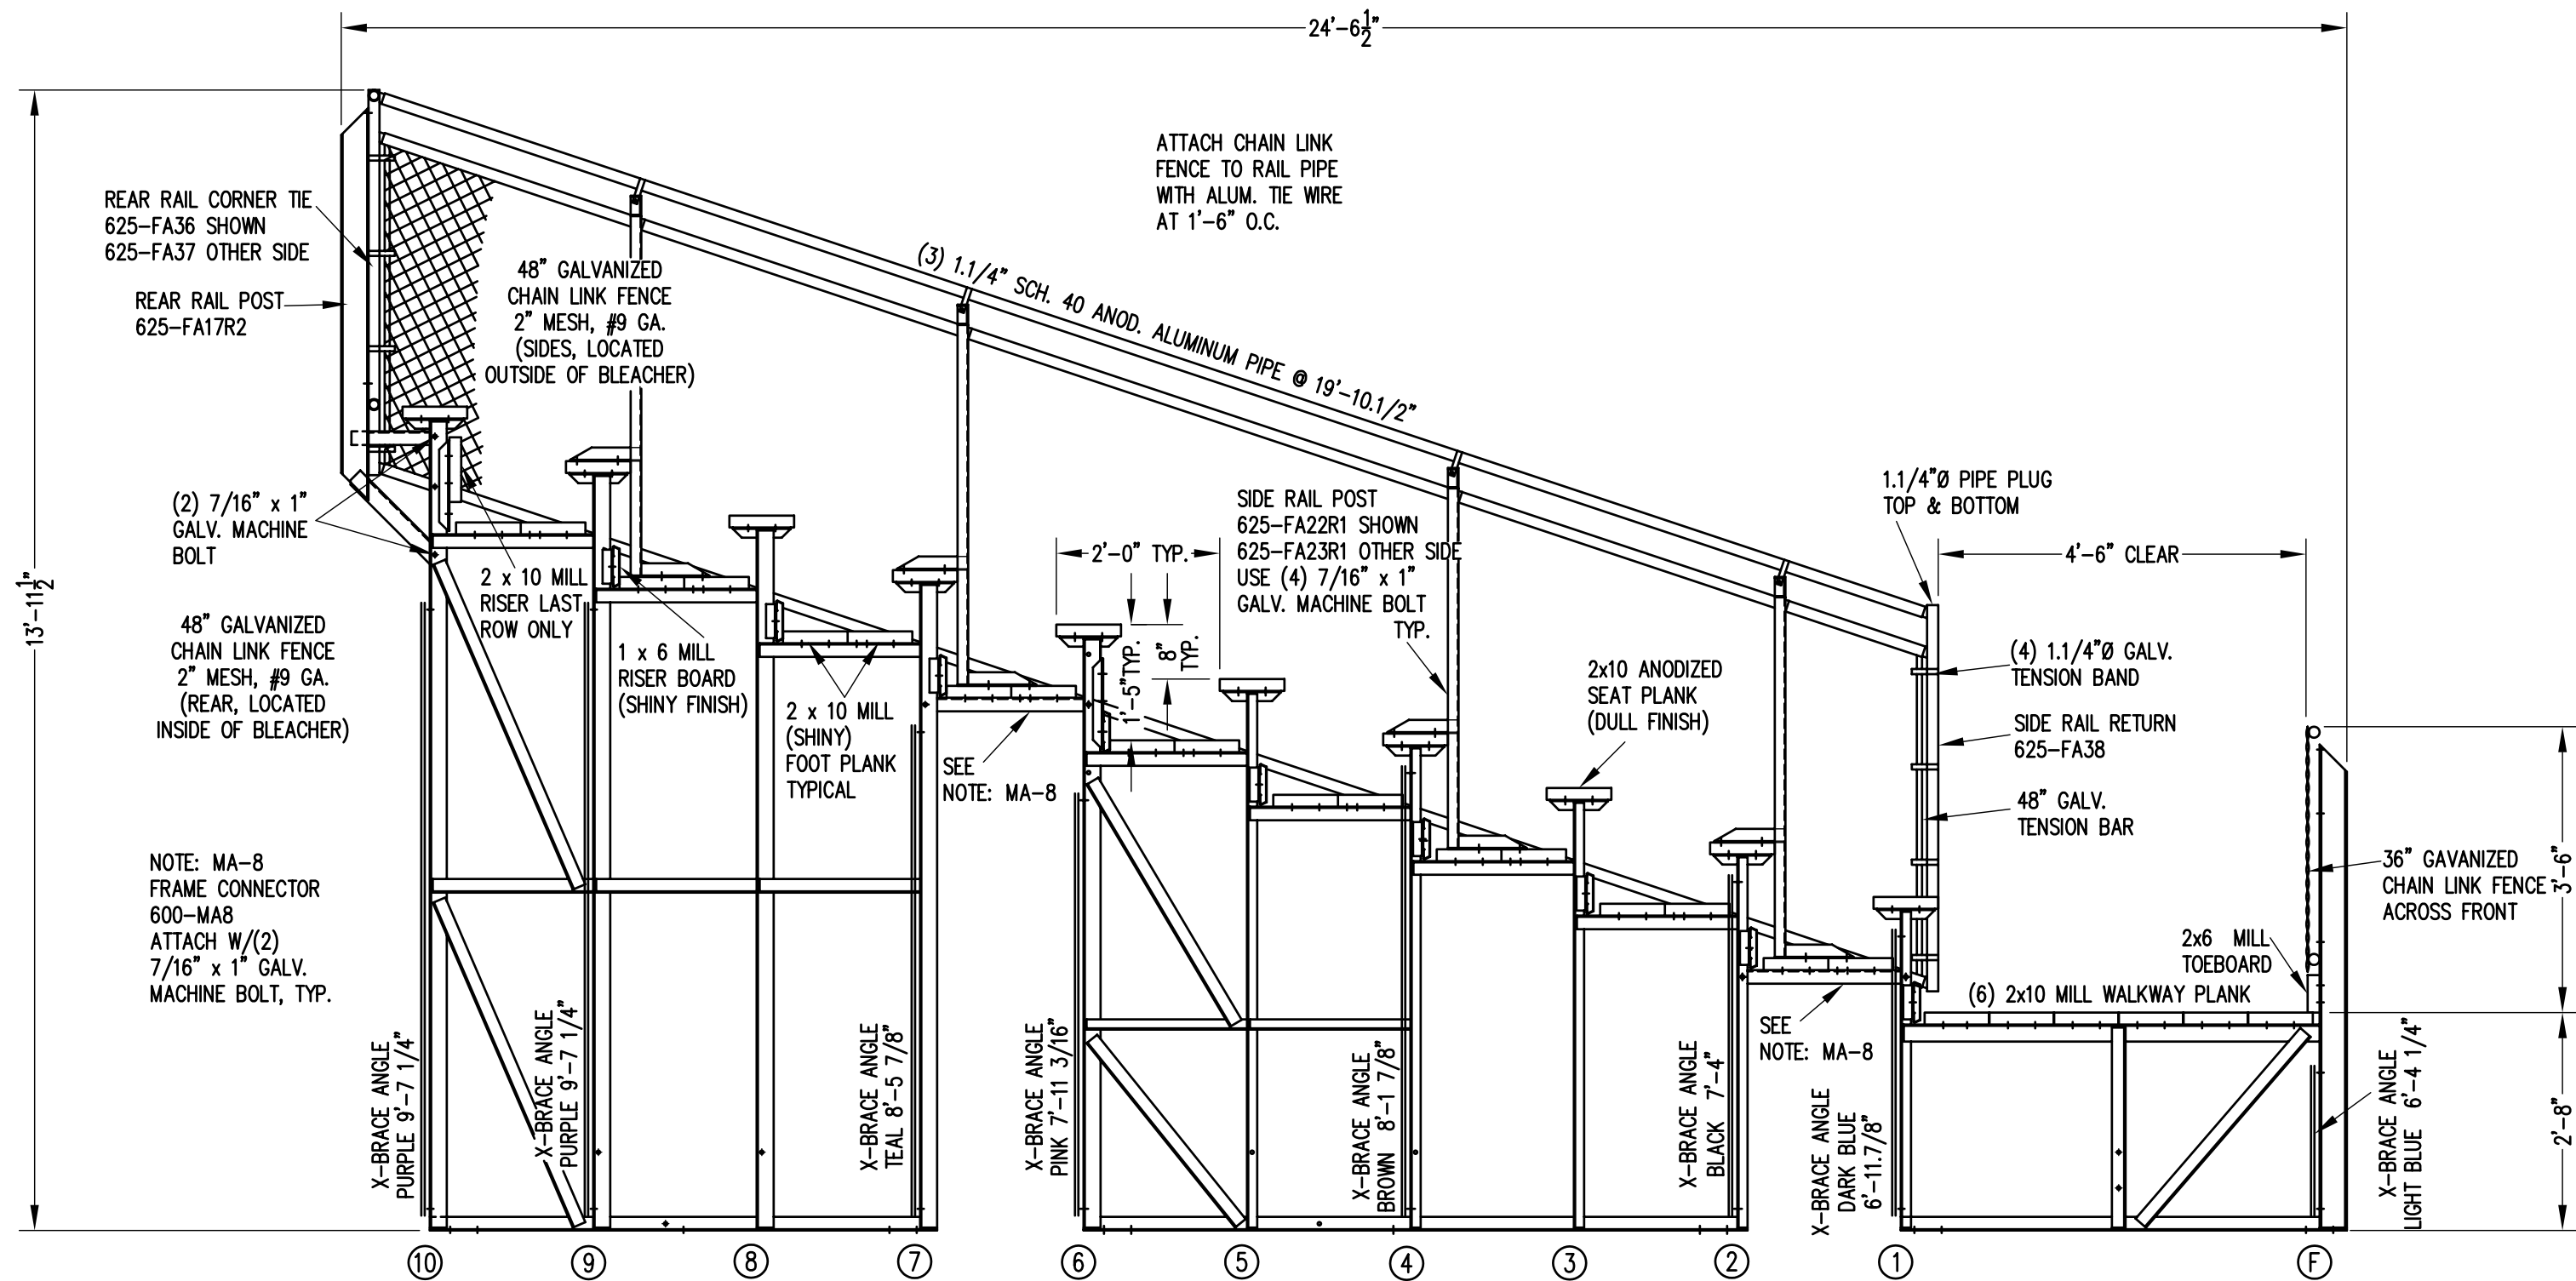 24'-6 1/2"
ATTACH CHAIN LINK
FENCE TO RAIL PIPE
WITH ALUM. TIE WIRE
AT 1'-6" O.C.
REAR RAIL CORNER TIE
625-FA36 SHOWN
625-FA37 OTHER SIDE
REAR RAIL POST
625-FA17R2
48" GALVANIZED
CHAIN LINK FENCE
2" MESH, #9 GA.
(SIDES, LOCATED
OUTSIDE OF BLEACHER)
(3) 1.1/4" SCH. 40 ANOD. ALUMINUM PIPE @ 19'-10.1/2"
13'-11 1/2"
(2) 7/16" x 1"
GALV. MACHINE
BOLT
2 x 10 MILL
RISER LAST
ROW ONLY
48" GALVANIZED
CHAIN LINK FENCE
2" MESH, #9 GA.
(REAR, LOCATED
INSIDE OF BLEACHER)
1 x 6 MILL
RISER BOARD
(SHINY FINISH)
2 x 10 MILL
(SHINY)
FOOT PLANK
TYPICAL
SEE
NOTE: MA-8
2'-0" TYP.
1'-5"TYP.
8"
TYP.
SIDE RAIL POST
625-FA22R1 SHOWN
625-FA23R1 OTHER SIDE
USE (4) 7/16" x 1"
GALV. MACHINE BOLT
TYP.
2x10 ANODIZED
SEAT PLANK
(DULL FINISH)
1.1/4"Ø PIPE PLUG
TOP & BOTTOM
4'-6" CLEAR
(4) 1.1/4"Ø GALV.
TENSION BAND
SIDE RAIL RETURN
625-FA38
48" GALV.
TENSION BAR
36" GAVANIZED
CHAIN LINK FENCE
ACROSS FRONT
3'-6"
2x6 MILL
TOEBOARD
(6) 2x10 MILL WALKWAY PLANK
SEE
NOTE: MA-8
2'-8"
NOTE: MA-8
FRAME CONNECTOR
600-MA8
ATTACH W/(2)
7/16" x 1" GALV.
MACHINE BOLT, TYP.
X-BRACE ANGLE
PURPLE 9'-7 1/4"
X-BRACE ANGLE
PURPLE 9'-7 1/4"
X-BRACE ANGLE
TEAL 8'-5 7/8"
X-BRACE ANGLE
PINK 7'-11 3/16"
X-BRACE ANGLE
BROWN 8'-1 7/8"
X-BRACE ANGLE
BLACK 7'-4"
X-BRACE ANGLE
DARK BLUE
6'-11.7/8"
X-BRACE ANGLE
LIGHT BLUE 6'-4 1/4"
10
9
8
7
6
5
4
3
2
1
F